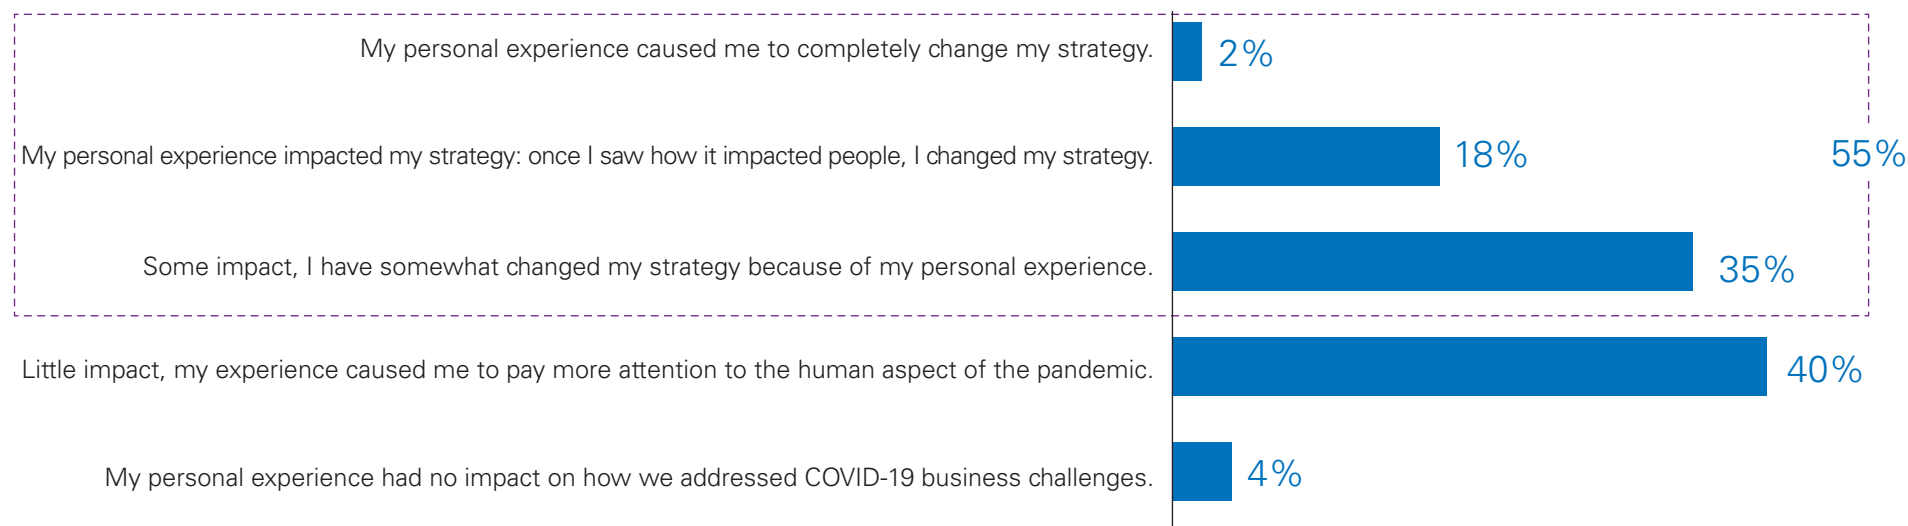 My personal experience caused me to completely change my strategy. 2%
My personal experience impacted my strategy: once I saw how it impacted people, I changed my strategy. 18% 55%
Some impact, I have somewhat changed my strategy because of my personal experience. 35%
Little impact, my experience caused me to pay more attention to the human aspect of the pandemic. 40%
My personal experience had no impact on how we addressed COVID-19 business challenges. 4%